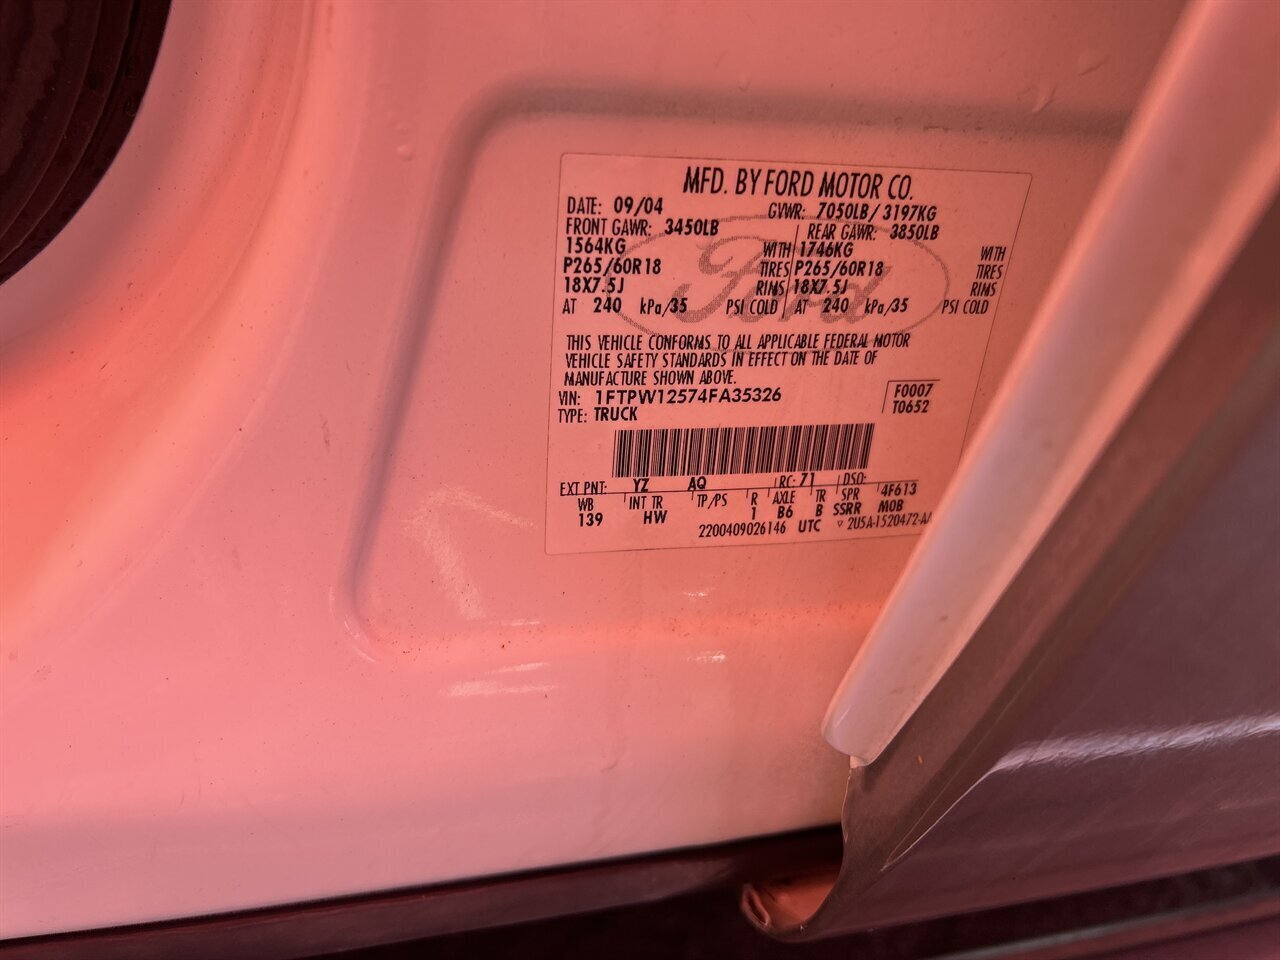 MFD. BY FORD MOTOR CO.
DATE: 09/04 GVWR: 7050LB / 3197KG
FRONT GAWR: 3450LB REAR GAWR: 3850LB
1564KG WITH 1746KG WITH
P265/60R18 TIRES P265/60R18 TIRES
18X7.5J RIMS 18X7.5J RIMS
AT 240 kPa/35 PSI COLD AT 240 kPa/35 PSI COLD
Ford
THIS VEHICLE CONFORMS TO ALL APPLICABLE FEDERAL MOTOR
VEHICLE SAFETY STANDARDS IN EFFECT ON THE DATE OF
MANUFACTURE SHOWN ABOVE.
VIN: 1FTPW12574FA35326 F0007
TYPE: TRUCK T0652
EXT PNT: YZ AQ RC: 71 DSO:
WB INT TR TP/PS R AXLE TR SPR 4F613
139 HW 1 B6 B SSRR MOB
2200409026146 UTC ▽ 2U5A-1520472-AA